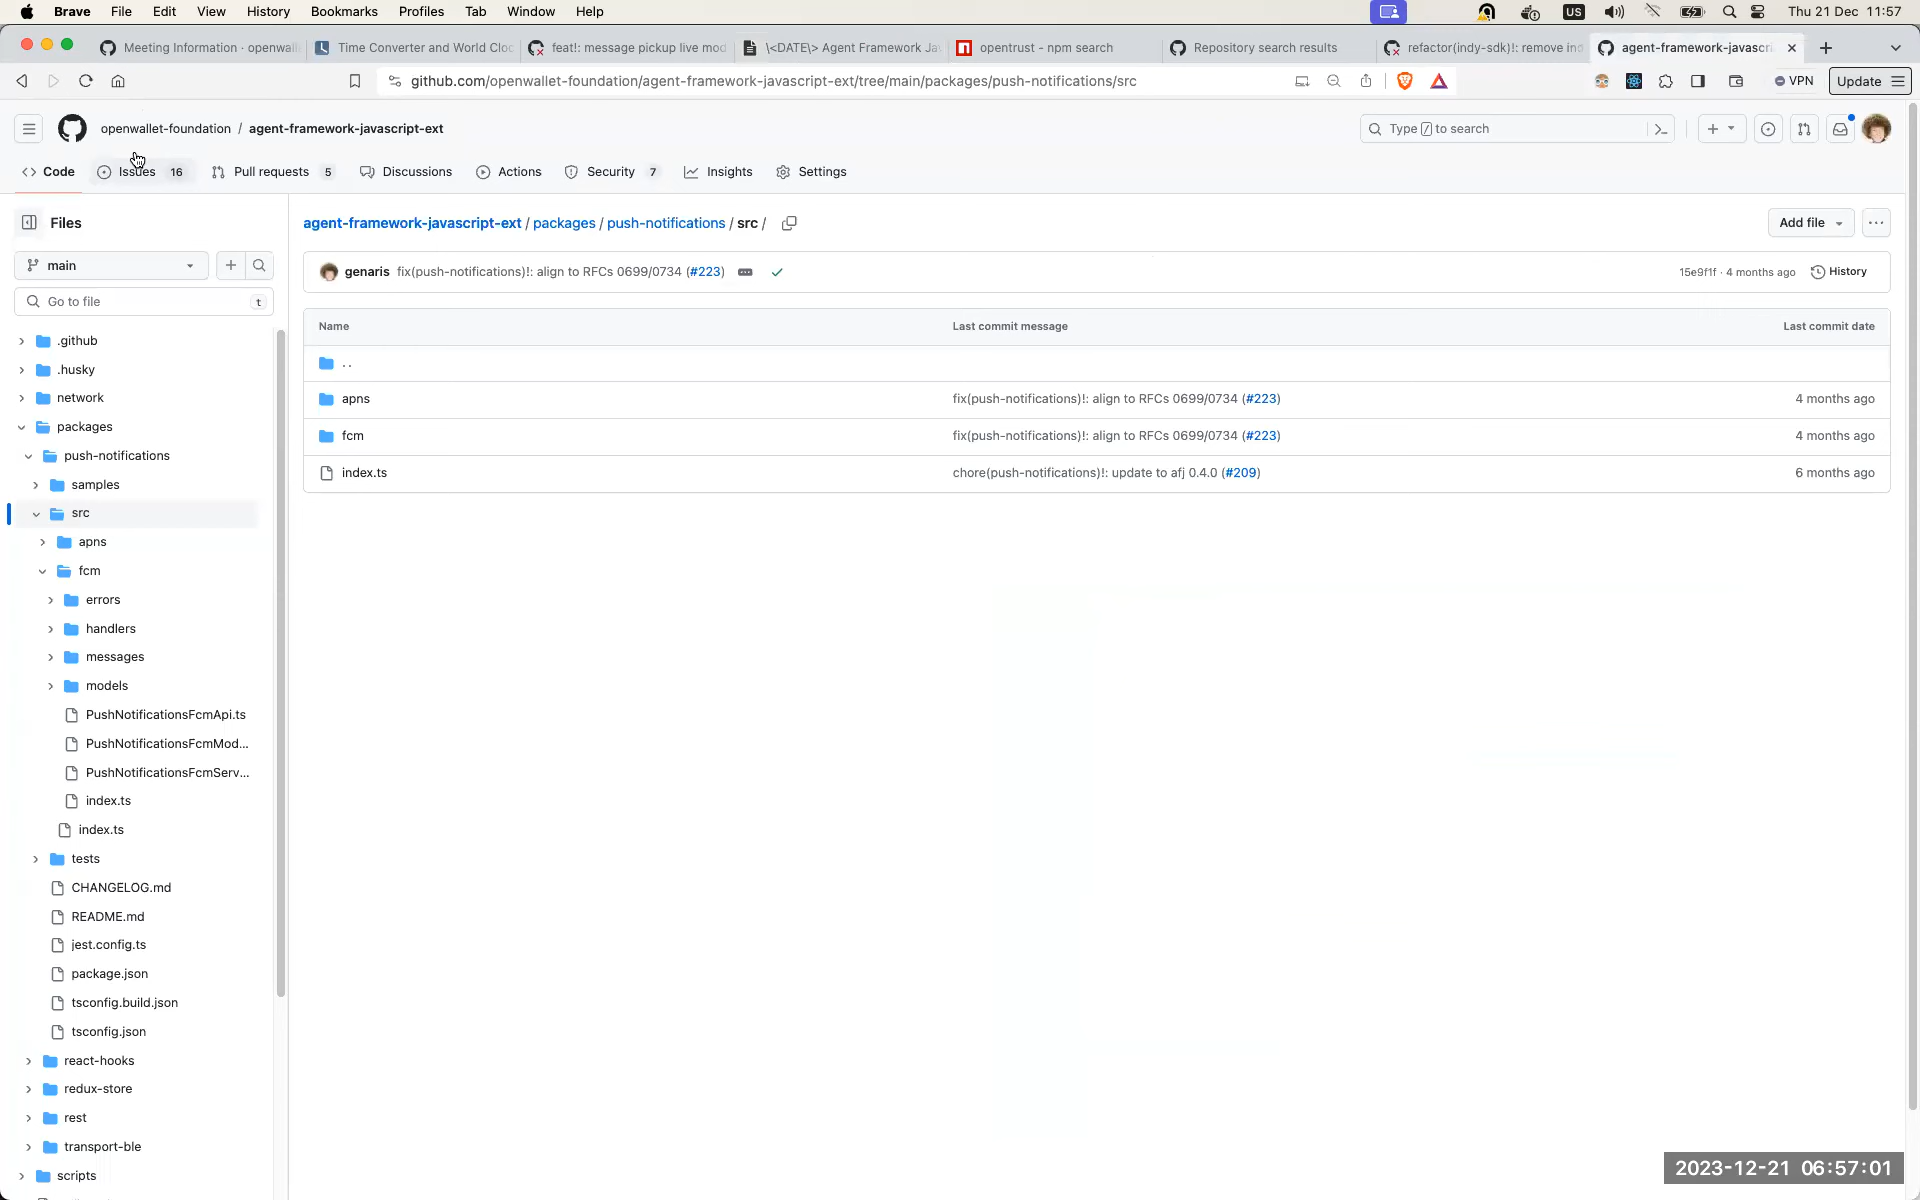 Brave File Edit View History Bookmarks Profiles Tab Window Help US Thu 21 Dec 11:57
Meeting Information · openwall Time Converter and World Cloc feat!: message pickup live mod \<DATE\> Agent Framework Ja opentrust - npm search Repository search results refactor(indy-sdk)!: remove in agent-framework-javascri
github.com/openwallet-foundation/agent-framework-javascript-ext/tree/main/packages/push-notifications/src VPN Update
openwallet-foundation / agent-framework-javascript-ext Type / to search
Code Issues 16 Pull requests 5 Discussions Actions Security 7 Insights Settings
Files
agent-framework-javascript-ext / packages / push-notifications / src / Add file
main
genaris fix(push-notifications)!: align to RFCs 0699/0734 (#223) 15e9f1f · 4 months ago History
Go to file t
Name Last commit message Last commit date
..
apns fix(push-notifications)!: align to RFCs 0699/0734 (#223) 4 months ago
fcm fix(push-notifications)!: align to RFCs 0699/0734 (#223) 4 months ago
index.ts chore(push-notifications)!: update to afj 0.4.0 (#209) 6 months ago
.github
.husky
network
packages
push-notifications
samples
src
apns
fcm
errors
handlers
messages
models
PushNotificationsFcmApi.ts
PushNotificationsFcmMod...
PushNotificationsFcmServ...
index.ts
index.ts
tests
CHANGELOG.md
README.md
jest.config.ts
package.json
tsconfig.build.json
tsconfig.json
react-hooks
redux-store
rest
transport-ble
scripts
2023-12-21 06:57:01